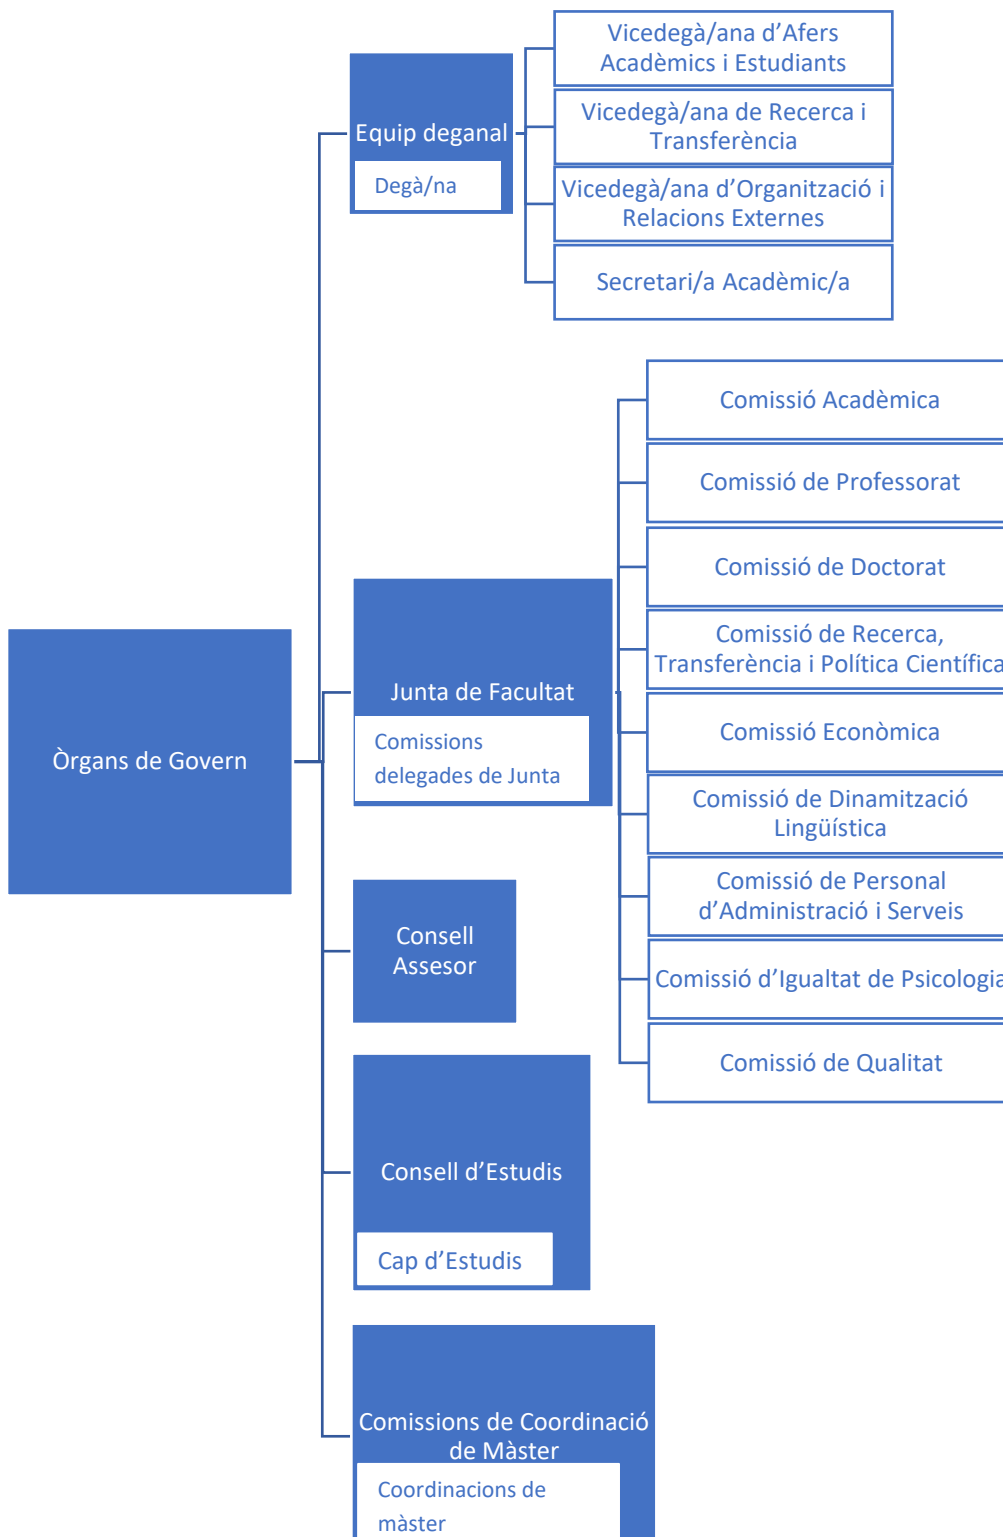 Òrgans de Govern
Equip deganal
Degà/na
Vicedegà/ana d’Afers
Acadèmics i Estudiants
Vicedegà/ana de Recerca i
Transferència
Vicedegà/ana d’Organització i
Relacions Externes
Secretari/a Acadèmic/a
Junta de Facultat
Comissions
delegades de Junta
Comissió Acadèmica
Comissió de Professorat
Comissió de Doctorat
Comissió de Recerca,
Transferència i Política Científica
Comissió Econòmica
Comissió de Dinamització
Lingüística
Comissió de Personal
d’Administració i Serveis
Comissió d’Igualtat de Psicologia
Comissió de Qualitat
Consell
Assesor
Consell d’Estudis
Cap d’Estudis
Comissions de Coordinació
de Màster
Coordinacions de
màster